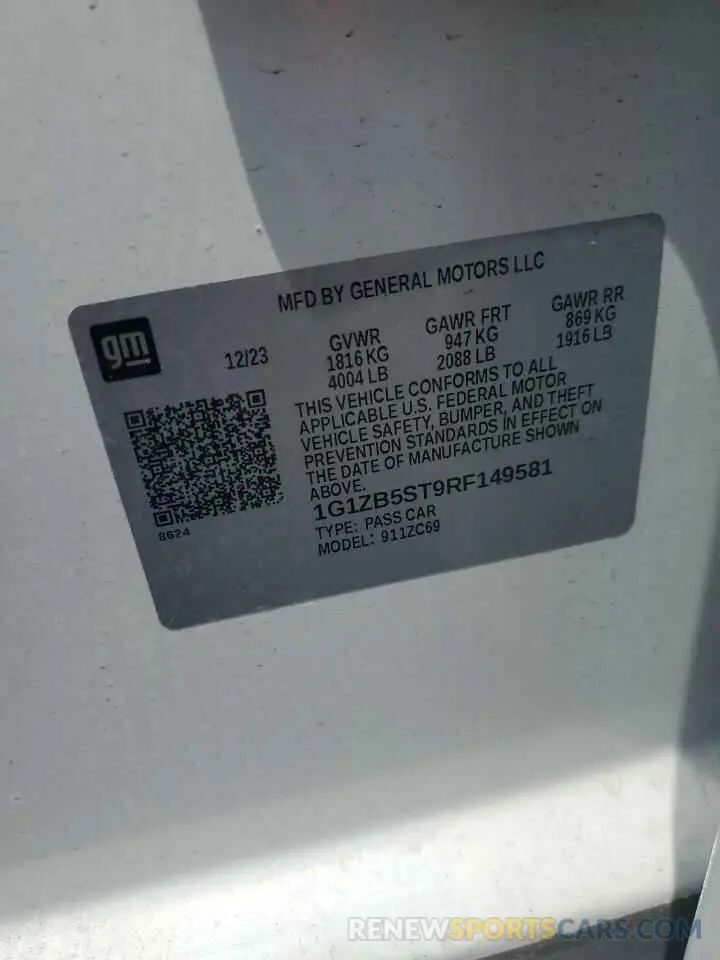 MFD BY GENERAL MOTORS LLC
gm
12/23
GVWR
1816 KG
4004 LB
GAWR FRT
947 KG
2088 LB
GAWR RR
869 KG
1916 LB
THIS VEHICLE CONFORMS TO ALL
APPLICABLE U.S. FEDERAL MOTOR
VEHICLE SAFETY, BUMPER, AND THEFT
PREVENTION STANDARDS IN EFFECT ON
THE DATE OF MANUFACTURE SHOWN
ABOVE.
1G1ZB5ST9RF149581
TYPE: PASS CAR
MODEL: 911ZC69
8624
RENEWSPORTSCARS.COM